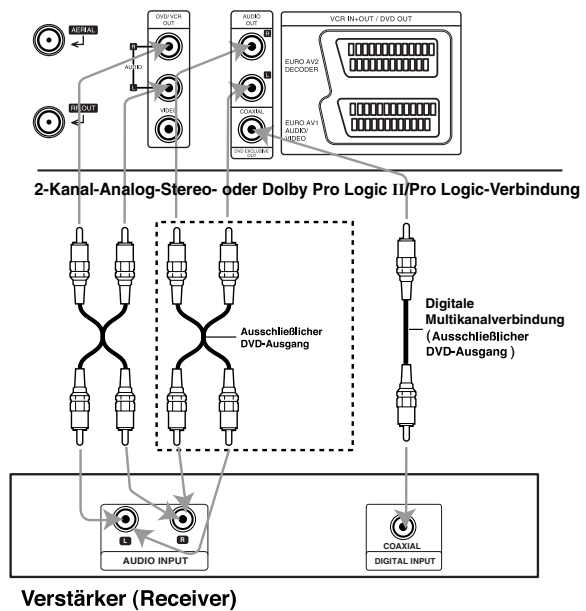 DVD/VCR
OUT
AUDIO
OUT
VCR IN+OUT / DVD OUT
AERIAL
R
AUDIO
L
R
L
EURO AV2
DECODER
RF.OUT
VIDEO
COAXIAL
EURO AV1
AUDIO/
VIDEO
DVD EXCLUSIVE
OUT
2-Kanal-Analog-Stereo- oder Dolby Pro Logic II/Pro Logic-Verbindung
Ausschließlicher
DVD-Ausgang
Digitale
Multikanalverbindung
(Ausschließlicher
DVD-Ausgang )
L
R
AUDIO INPUT
COAXIAL
DIGITAL INPUT
Verstärker (Receiver)